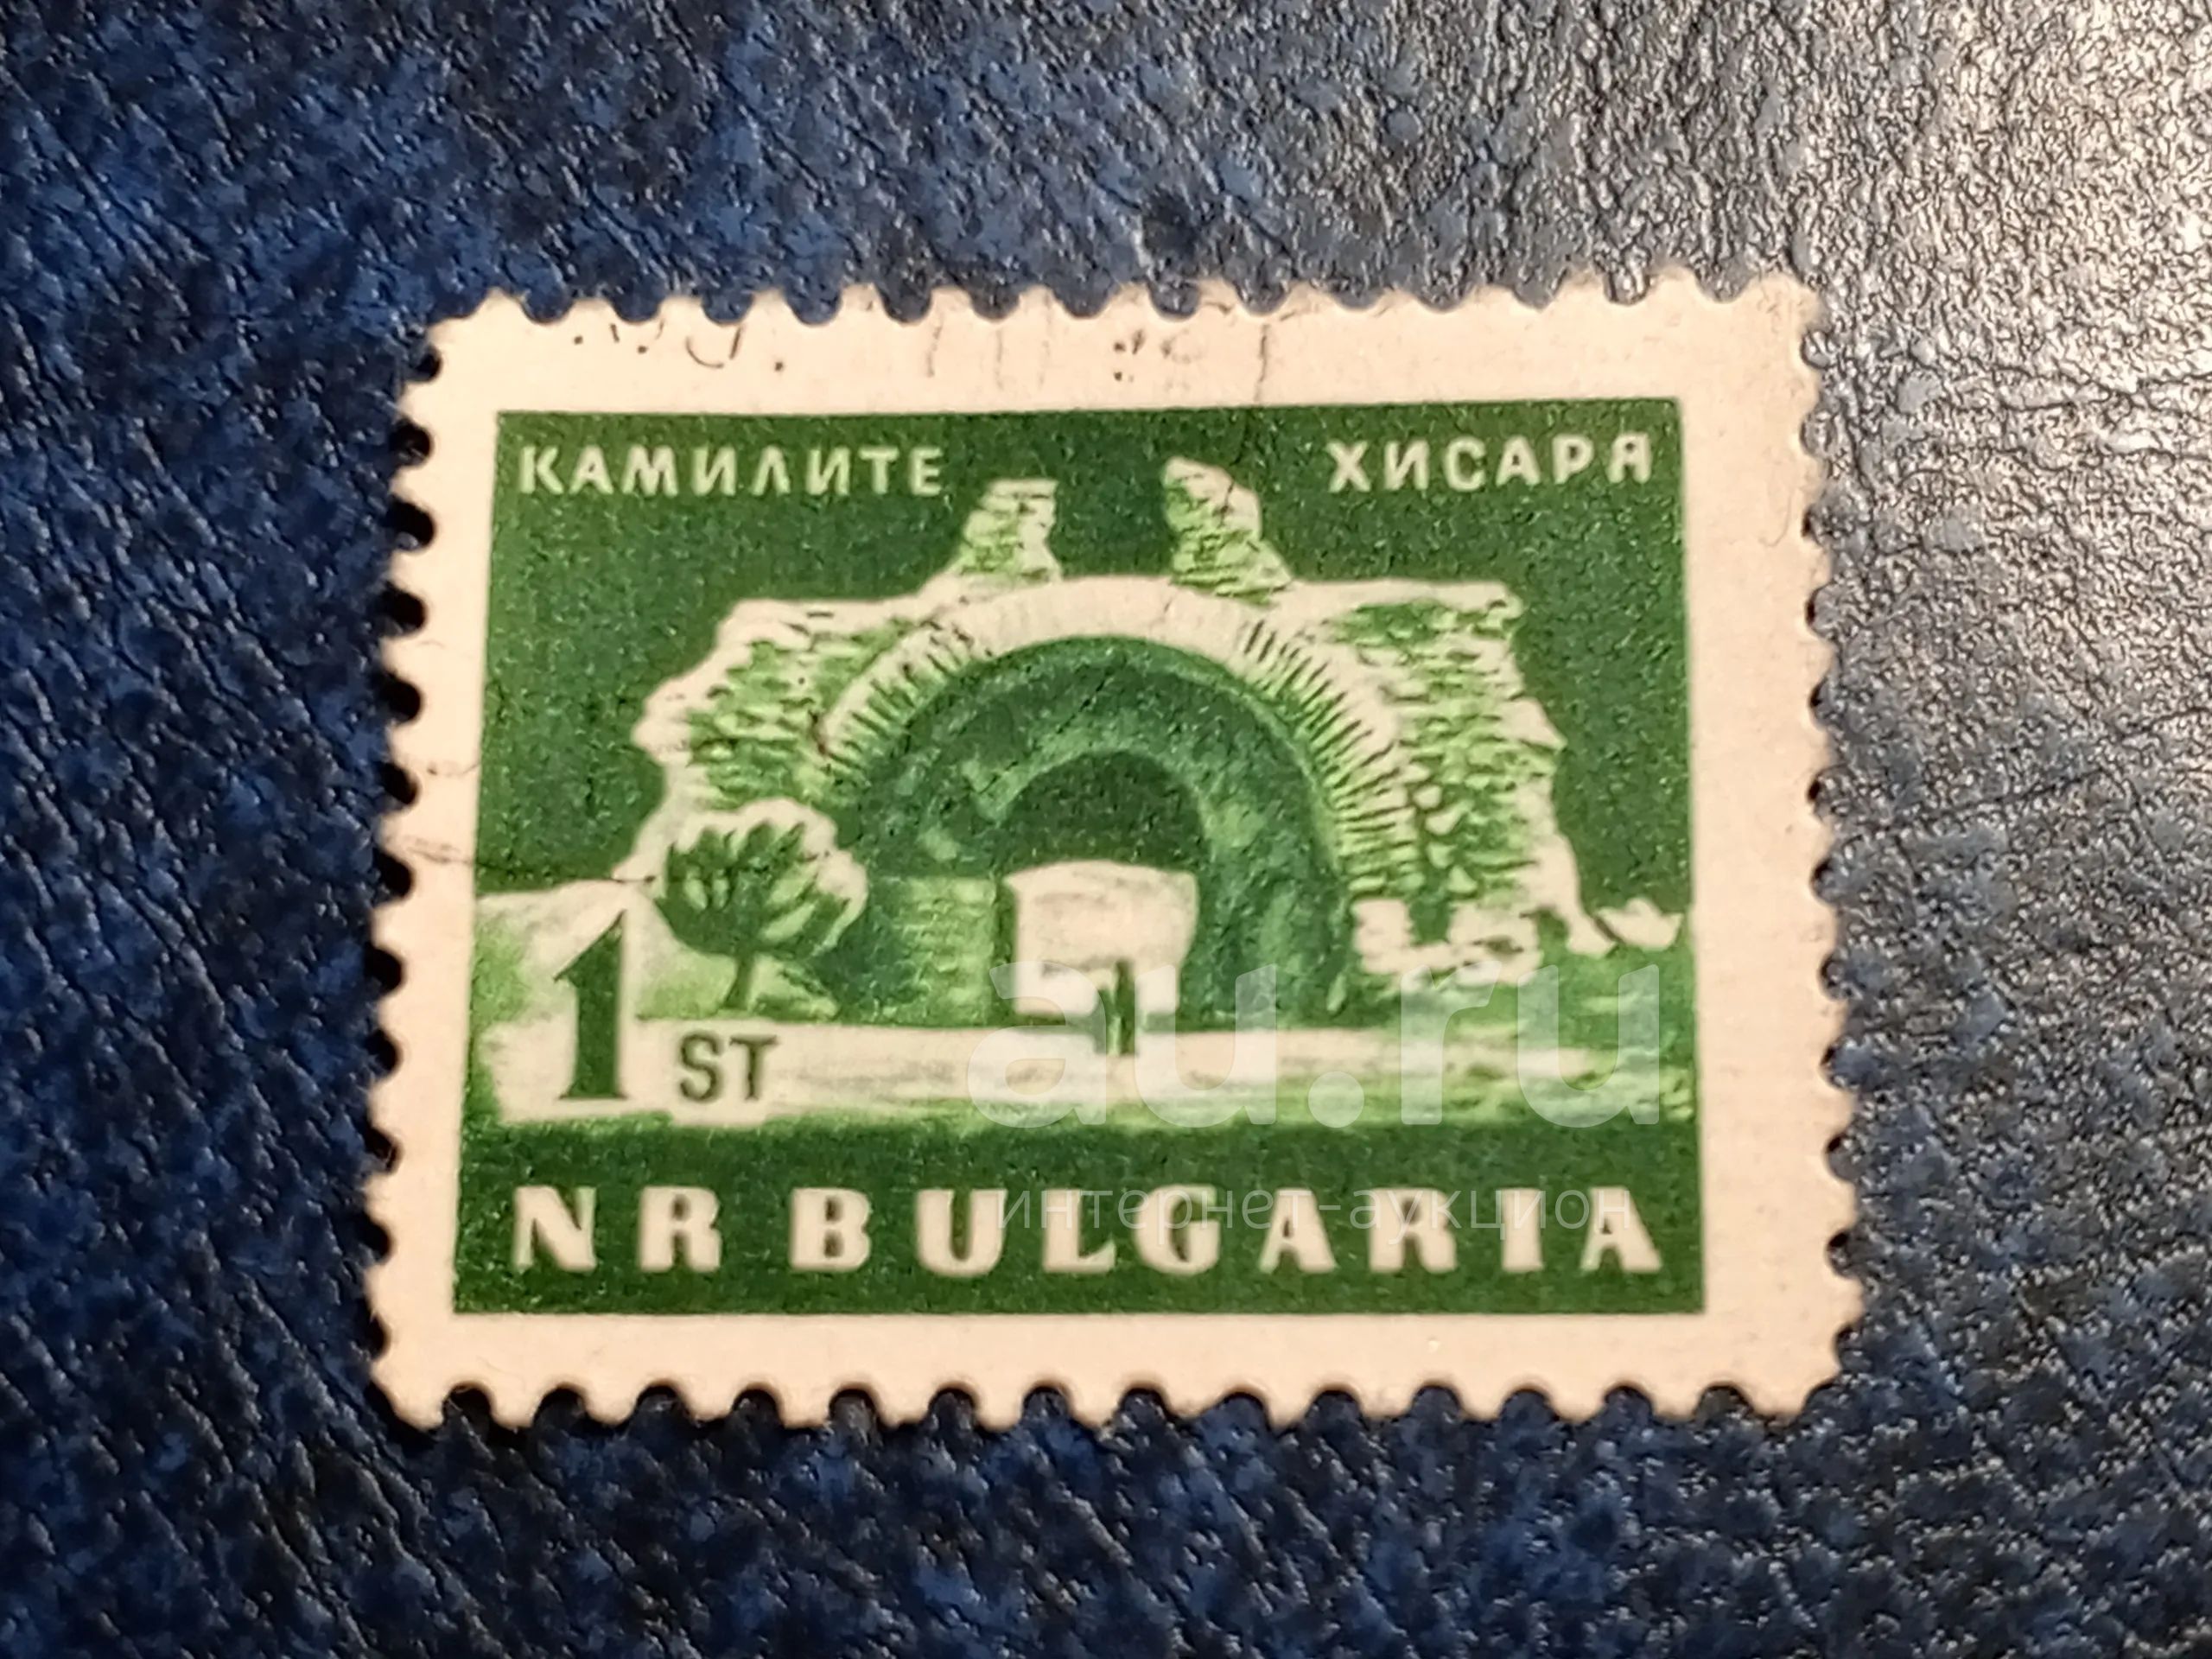 КАМИЛИТЕ ХИСАРЯ
1 ST
au.ru
NR BULGARIA
интернет-аукцион